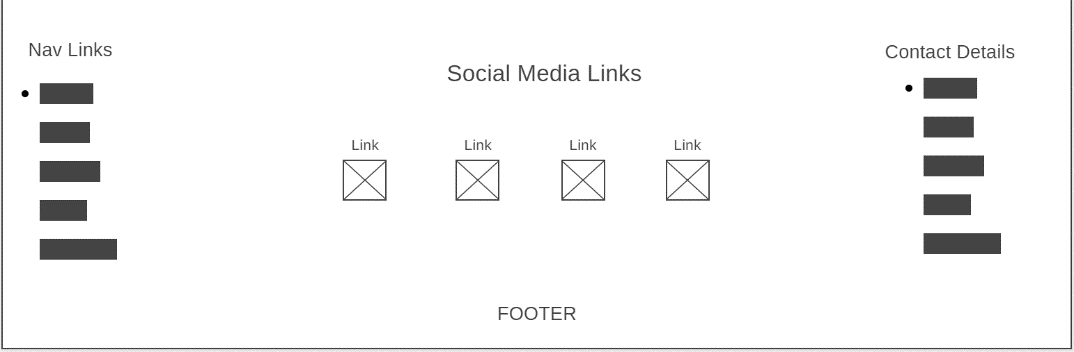 Nav Links
Social Media Links
Contact Details
Link Link Link Link
FOOTER